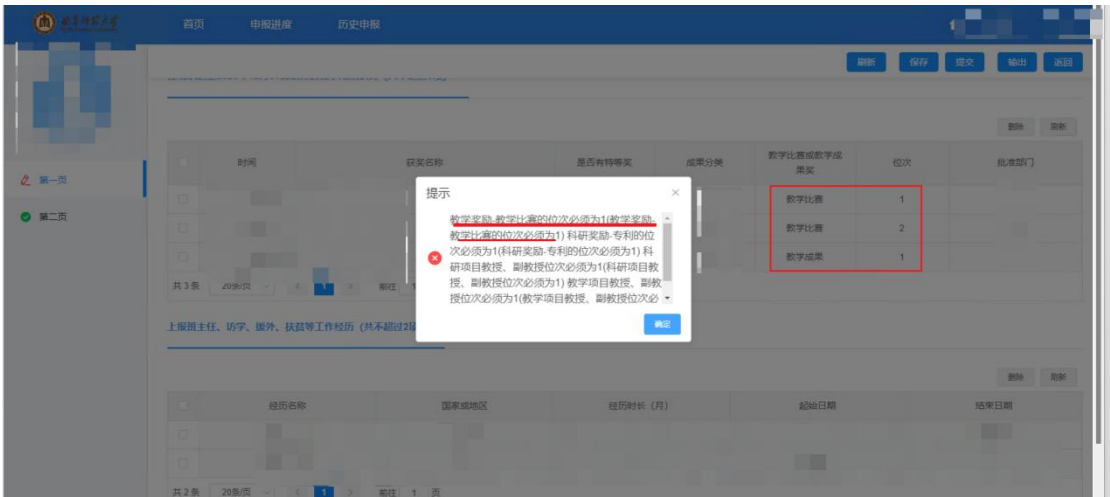 首页 申报进度 历史申报
刷新 保存 提交 输出 返回
删除 刷新
时间 获奖名称 是否有特等奖 成果分类 教学比赛或教学成果奖 位次 批准部门
第一页
教学比赛 1
第二页
教学比赛 2
教学成果 1
提示
教学奖励-教学比赛的位次必须为1(教学奖励-
教学比赛的位次必须为1) 科研奖励-专利的位
次必须为1(科研奖励-专利的位次必须为1) 科
研项目教授、副教授位次必须为1(科研项目教
授、副教授位次必须为1) 教学项目教授、副教
授位次必须为1(教学项目教授、副教授位次必
确定
共 3 条 20条/页 1 前往 1
上报班主任、访学、援外、扶贫等工作经历 (共不超过2
删除 刷新
经历名称 国家或地区 经历时长 (月) 起始日期 结束日期
共 2 条 20条/页 1 前往 1 页